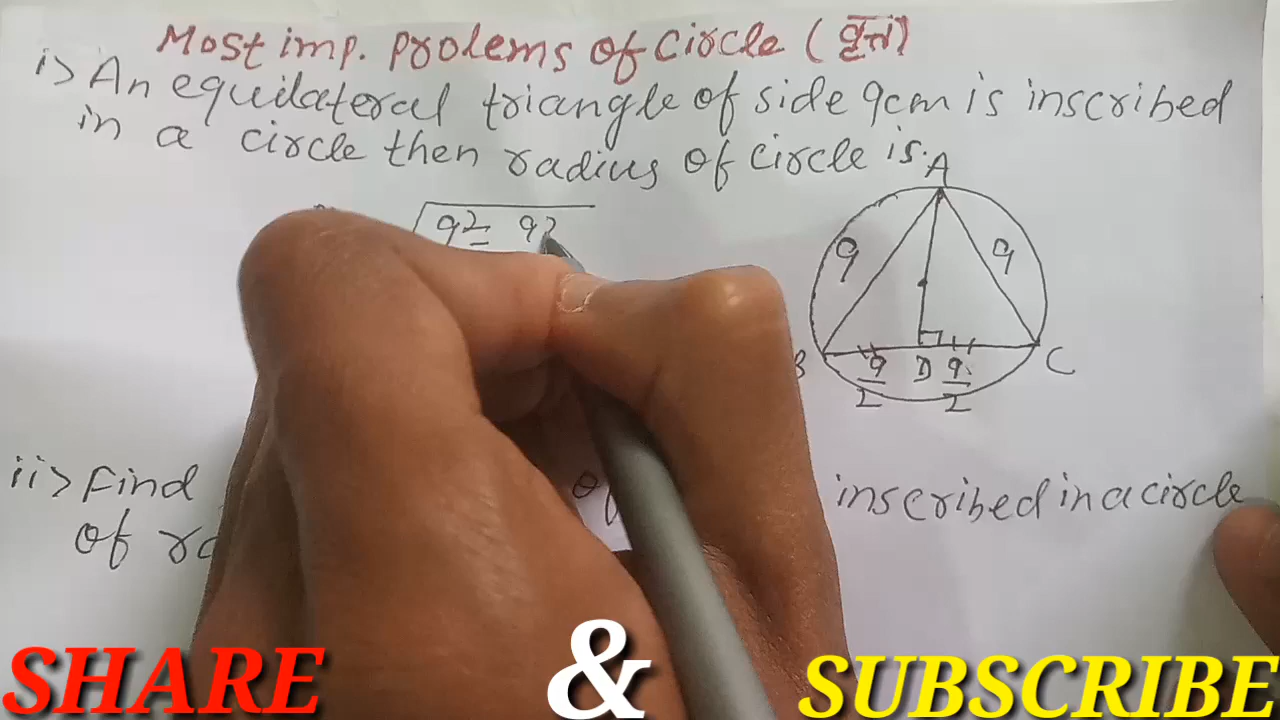 Most imp. prolems of circle (वृत्त)
i> An equilateral triangle of side 9cm is inscribed
in a circle then radius of circle is.
A
√9² - 9²
9 9
B 9/2 D 9/2 C
ii> Find of inscribed in a circle
of
SHARE & SUBSCRIBE